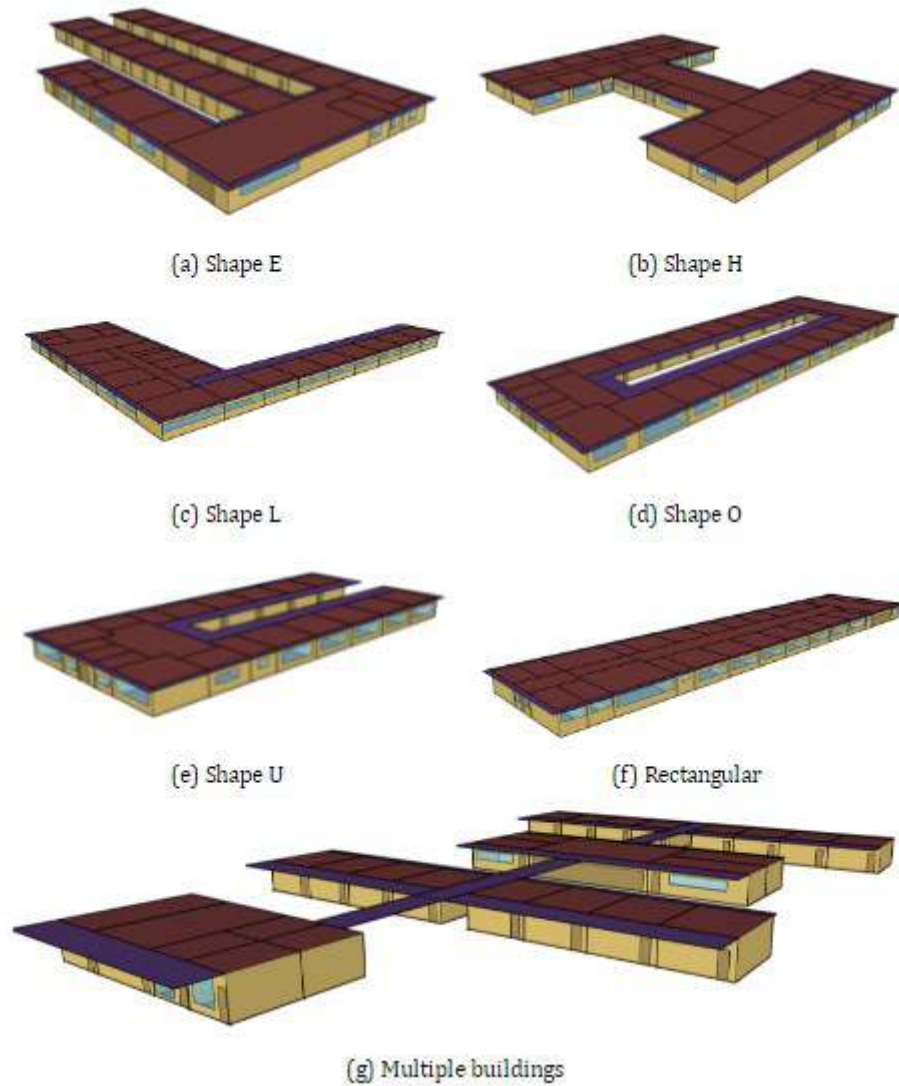 (a) Shape E
(b) Shape H
(c) Shape L
(d) Shape O
(e) Shape U
(f) Rectangular
(g) Multiple buildings